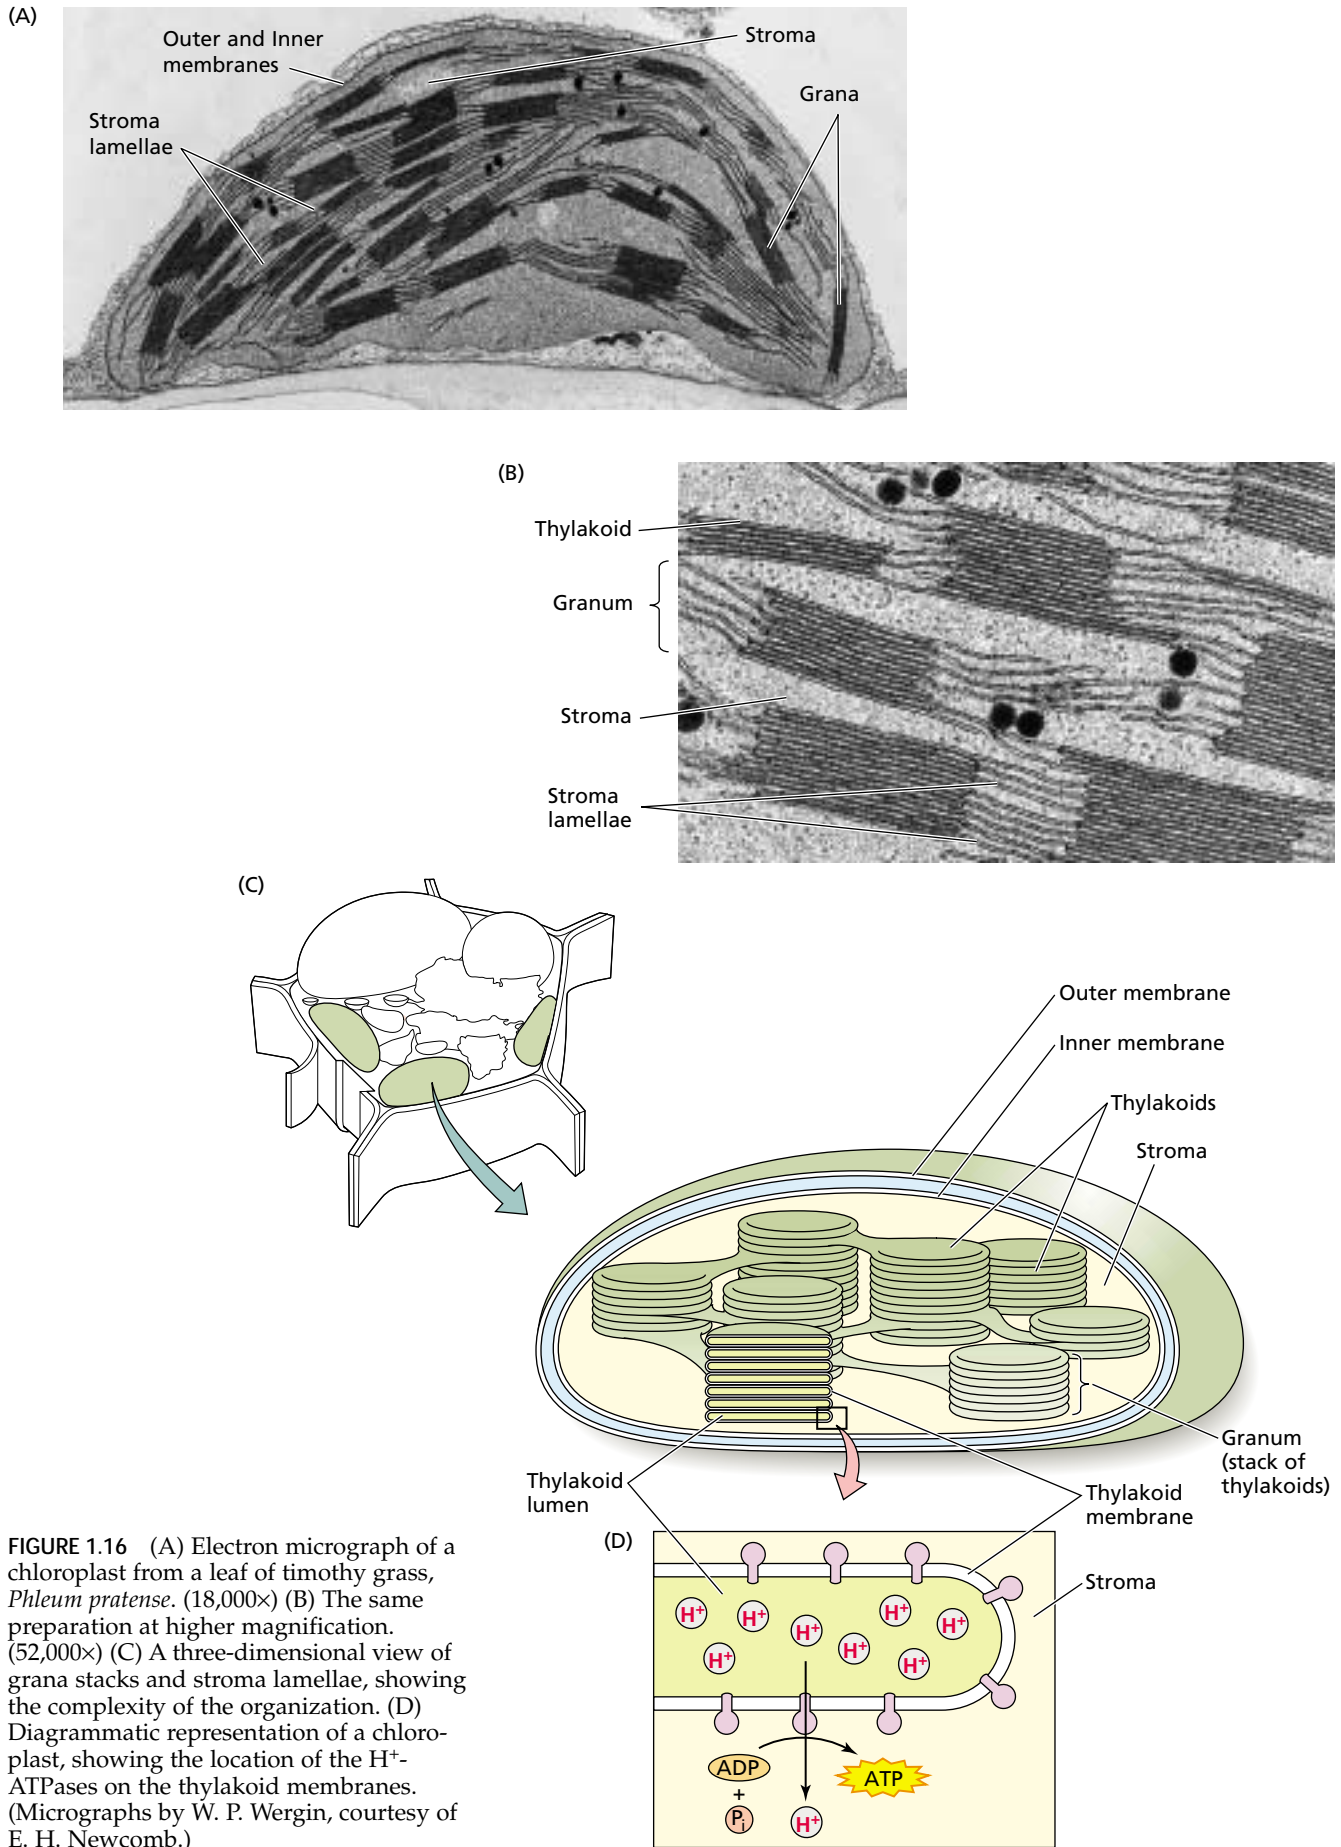 (A)
Outer and Inner
membranes
Stroma
Grana
Stroma
lamellae
(B)
Thylakoid
Granum
Stroma
Stroma
lamellae
(C)
Outer membrane
Inner membrane
Thylakoids
Stroma
Granum
(stack of
thylakoids)
Thylakoid
lumen
Thylakoid
membrane
(D)
Stroma
H+
H+
H+
H+
H+
H+
H+
H+
ADP
+
Pi
ATP
H+
FIGURE 1.16 (A) Electron micrograph of a
chloroplast from a leaf of timothy grass,
Phleum pratense. (18,000×) (B) The same
preparation at higher magnification.
(52,000×) (C) A three-dimensional view of
grana stacks and stroma lamellae, showing
the complexity of the organization. (D)
Diagrammatic representation of a chloro-
plast, showing the location of the H+-
ATPases on the thylakoid membranes.
(Micrographs by W. P. Wergin, courtesy of
E. H. Newcomb.)